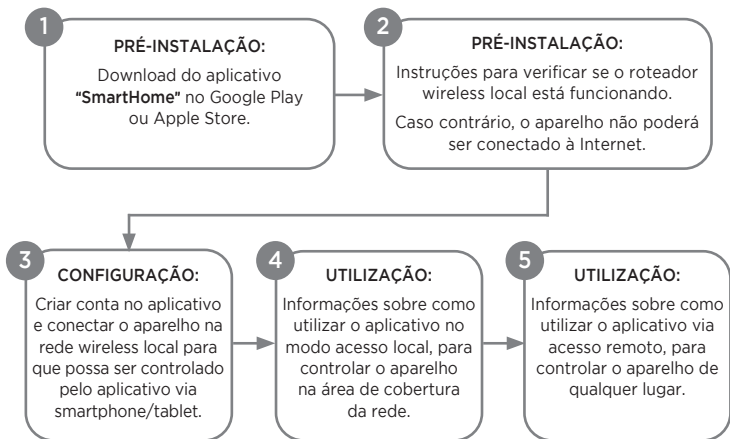 1
PRÉ-INSTALAÇÃO:
Download do aplicativo
"SmartHome" no Google Play
ou Apple Store.
2
PRÉ-INSTALAÇÃO:
Instruções para verificar se o roteador
wireless local está funcionando.
Caso contrário, o aparelho não poderá
ser conectado à Internet.
3
CONFIGURAÇÃO:
Criar conta no aplicativo
e conectar o aparelho na
rede wireless local para
que possa ser controlado
pelo aplicativo via
smartphone/tablet.
4
UTILIZAÇÃO:
Informações sobre como
utilizar o aplicativo no
modo acesso local, para
controlar o aparelho
na área de cobertura
da rede.
5
UTILIZAÇÃO:
Informações sobre como
utilizar o aplicativo via
acesso remoto, para
controlar o aparelho de
qualquer lugar.